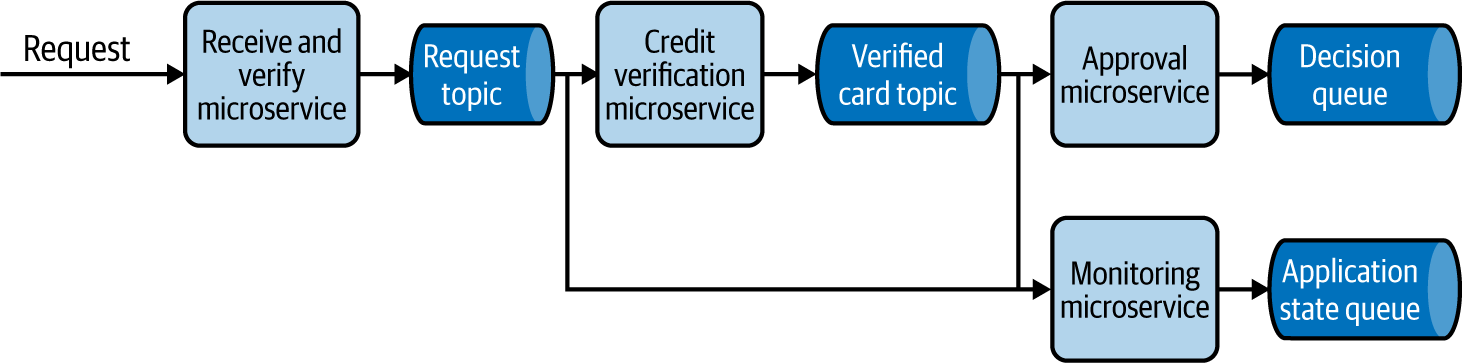 Request
Receive and
verify
microservice
Request
topic
Credit
verification
microservice
Verified
card topic
Approval
microservice
Decision
queue
Monitoring
microservice
Application
state queue